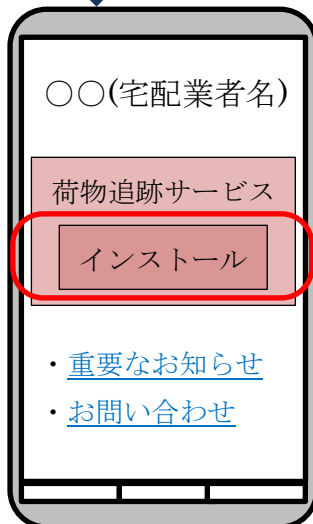 ○○(宅配業者名)
荷物追跡サービス
インストール
・重要なお知らせ
・お問い合わせ